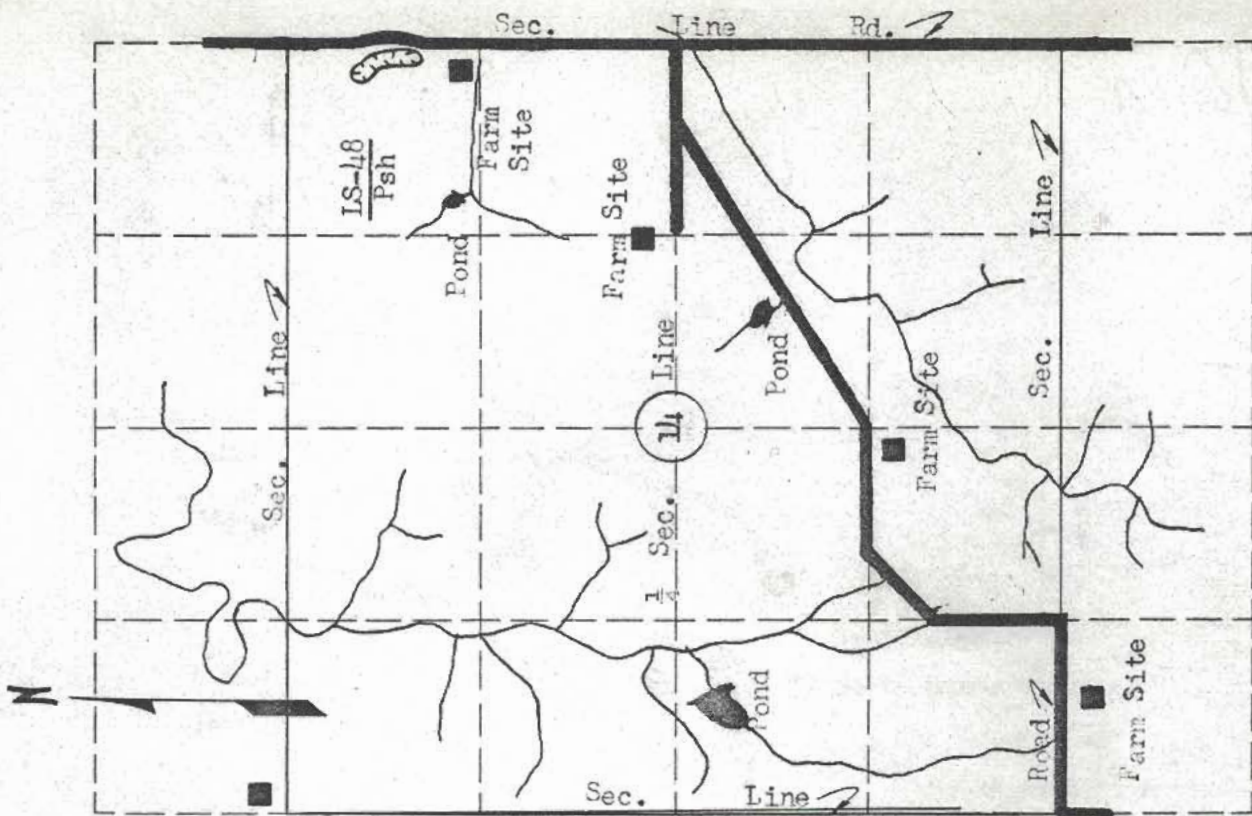 Sec. Line Rd.
LS-48
Psh
Farm
Site
Pond
Farm Site
Sec. Line
Sec. Line
Pond
Farm Site
14
1/4 Sec. Line
N
Pond
Road
Farm Site
Sec. Line